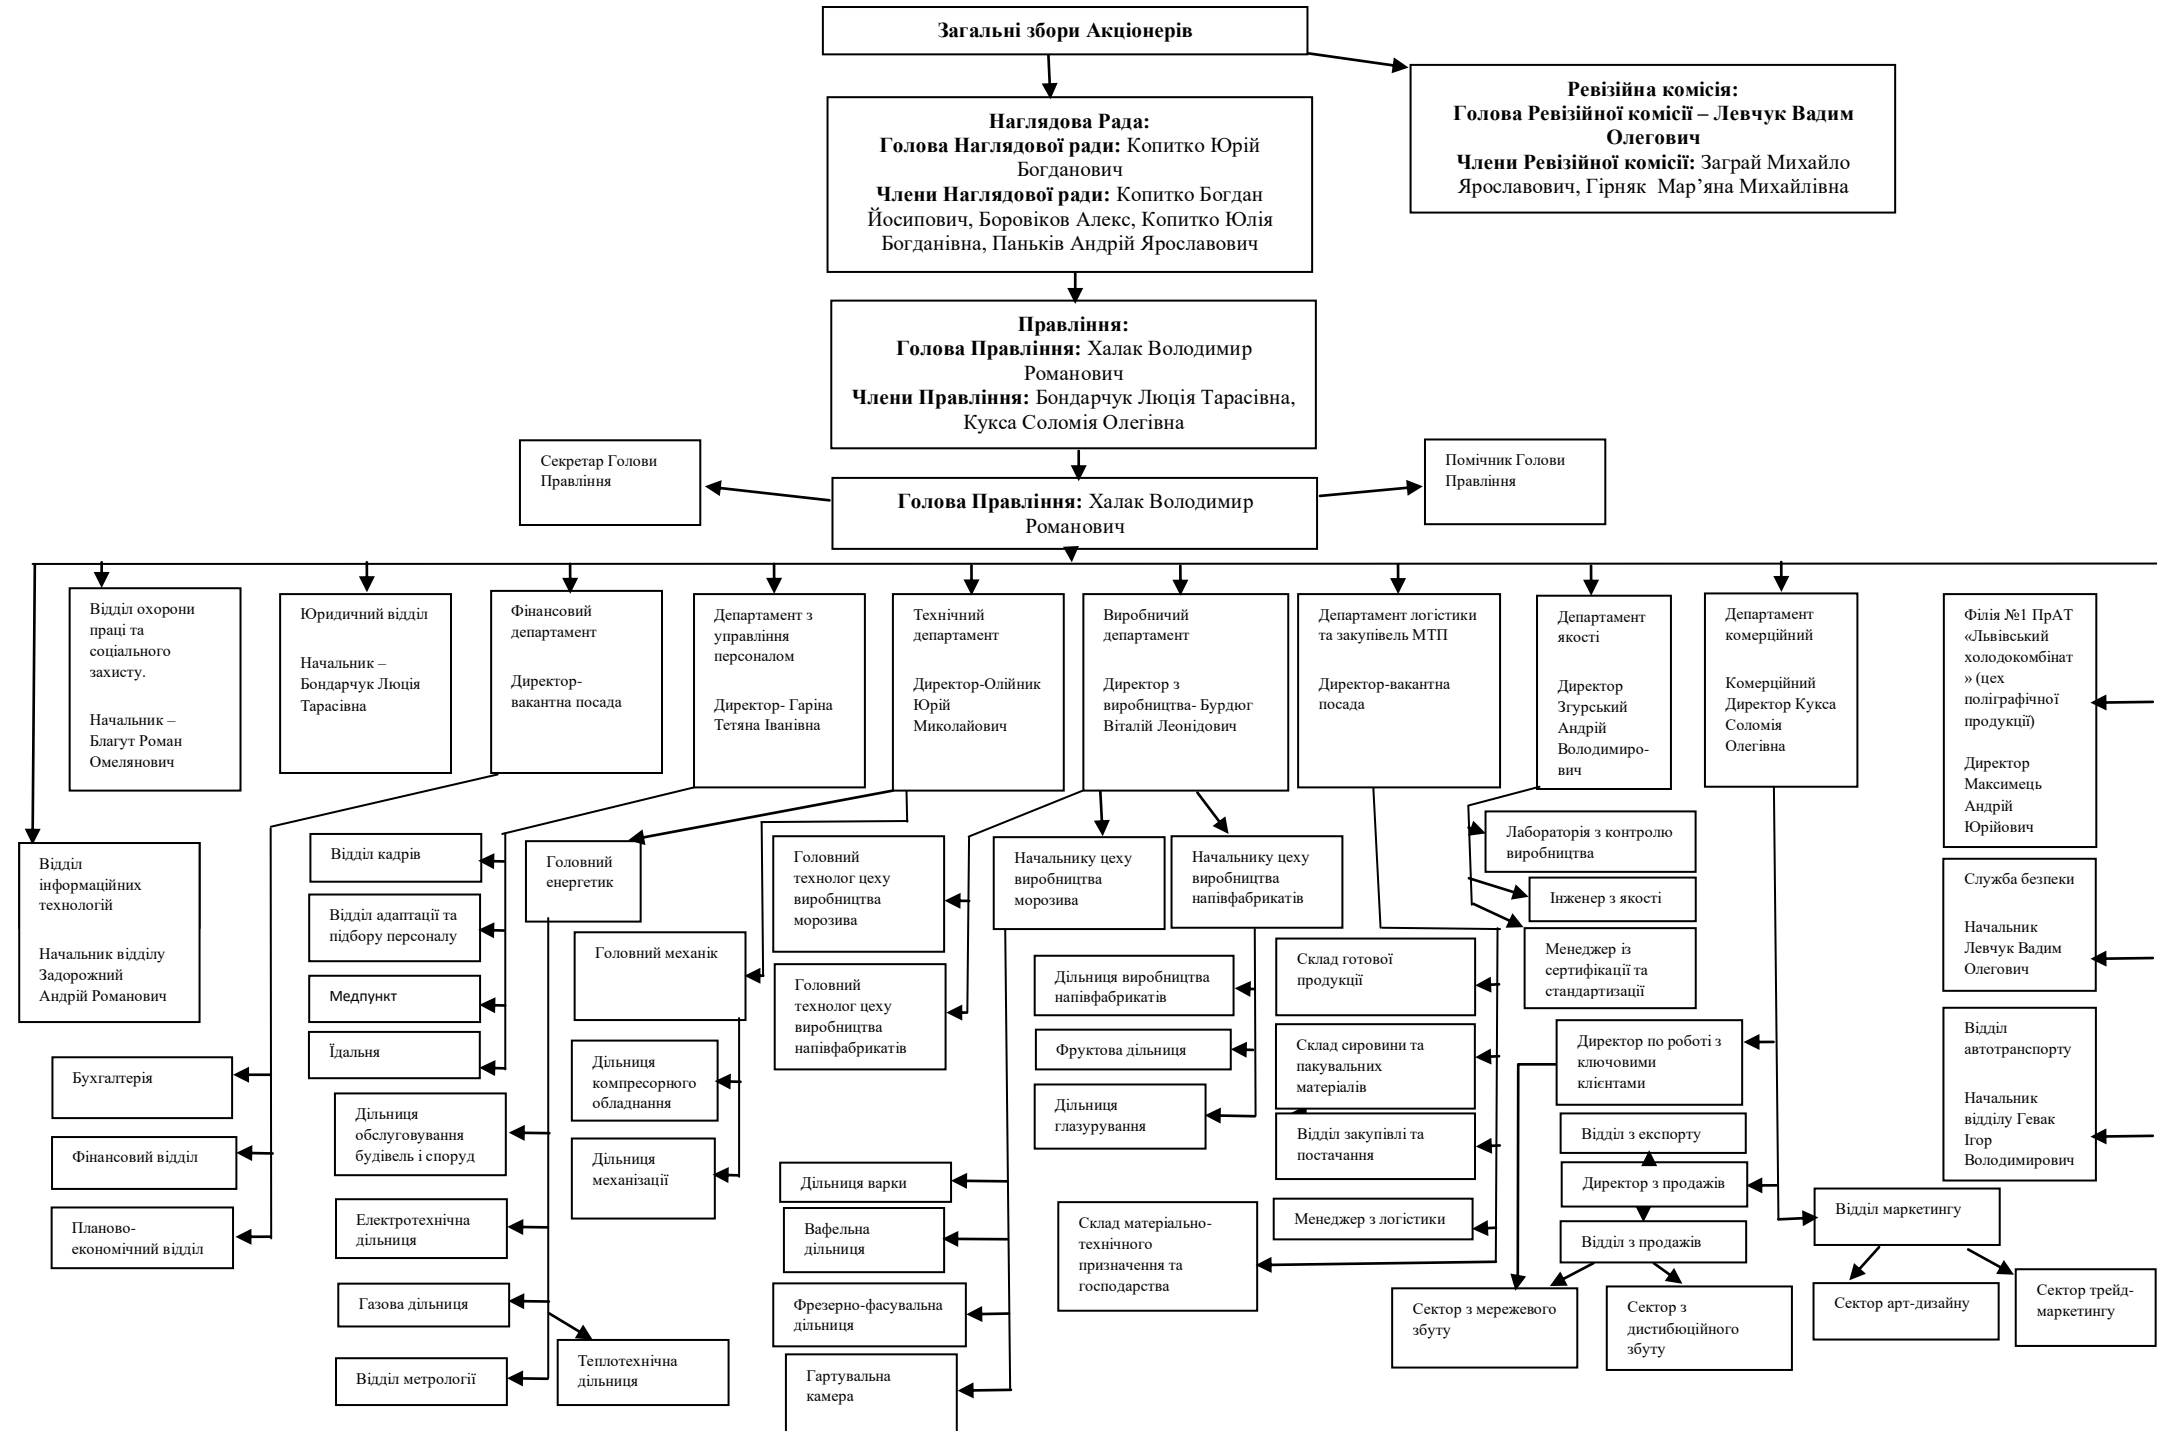 Загальні збори Акціонерів
Ревізійна комісія:
Голова Ревізійної комісії – Левчук Вадим
Олегович
Члени Ревізійної комісії: Заграй Михайло
Ярославович, Гірняк Мар’яна Михайлівна
Наглядова Рада:
Голова Наглядової ради: Копитко Юрій
Богданович
Члени Наглядової ради: Копитко Богдан
Йосипович, Боровіков Алекс, Копитко Юлія
Богданівна, Паньків Андрій Ярославович
Правління:
Голова Правління: Халак Володимир
Романович
Члени Правління: Бондарчук Люція Тарасівна,
Кукса Соломія Олегівна
Секретар Голови
Правління
Помічник Голови
Правління
Голова Правління: Халак Володимир
Романович
Відділ охорони
праці та
соціального
захисту.
Начальник –
Благут Роман
Омелянович
Юридичний відділ
Начальник –
Бондарчук Люція
Тарасівна
Фінансовий
департамент
Директор-
вакантна посада
Департамент з
управління
персоналом
Директор- Гаріна
Тетяна Іванівна
Технічний
департамент
Директор-Олійник
Юрій
Миколайович
Виробничий
департамент
Директор з
виробництва- Бурдюг
Віталій Леонідович
Департамент логістики
та закупівель МТП
Директор-вакантна
посада
Департамент
якості
Директор
Згурський
Андрій
Володимиро-
вич
Департамент
комерційний
Комерційний
Директор Кукса
Соломія
Олегівна
Філія №1 ПрАТ
«Львівський
холодокомбінат
» (цех
поліграфічної
продукції)
Директор
Максимець
Андрій
Юрійович
Відділ
інформаційних
технологій
Начальник відділу
Задорожний
Андрій Романович
Відділ кадрів
Відділ адаптації та
підбору персоналу
Медпункт
Їдальня
Головний
енергетик
Головний механік
Головний
технолог цеху
виробництва
морозива
Головний
технолог цеху
виробництва
напівфабрикатів
Начальнику цеху
виробництва
морозива
Начальнику цеху
виробництва
напівфабрикатів
Лабораторія з контролю
виробництва
Інженер з якості
Менеджер із
сертифікації та
стандартизації
Служба безпеки
Начальник
Левчук Вадим
Олегович
Відділ
автотранспорту
Начальник
відділу Гевак
Ігор
Володимирович
Бухгалтерія
Фінансовий відділ
Планово-
економічний відділ
Дільниця
обслуговування
будівель і споруд
Електротехнічна
дільниця
Газова дільниця
Відділ метрології
Теплотехнічна
дільниця
Дільниця
компресорного
обладнання
Дільниця
механізації
Дільниця варки
Вафельна
дільниця
Фрезерно-фасувальна
дільниця
Гартувальна
камера
Дільниця виробництва
напівфабрикатів
Фруктова дільниця
Дільниця
глазурування
Склад готової
продукції
Склад сировини та
пакувальних
матеріалів
Відділ закупівлі та
постачання
Менеджер з логістики
Склад матеріально-
технічного
призначення та
господарства
Директор по роботі з
ключовими
клієнтами
Відділ з експорту
Директор з продажів
Відділ з продажів
Сектор з мережевого
збуту
Сектор з
дистибюційного
збуту
Відділ маркетингу
Сектор арт-дизайну
Сектор трейд-
маркетингу